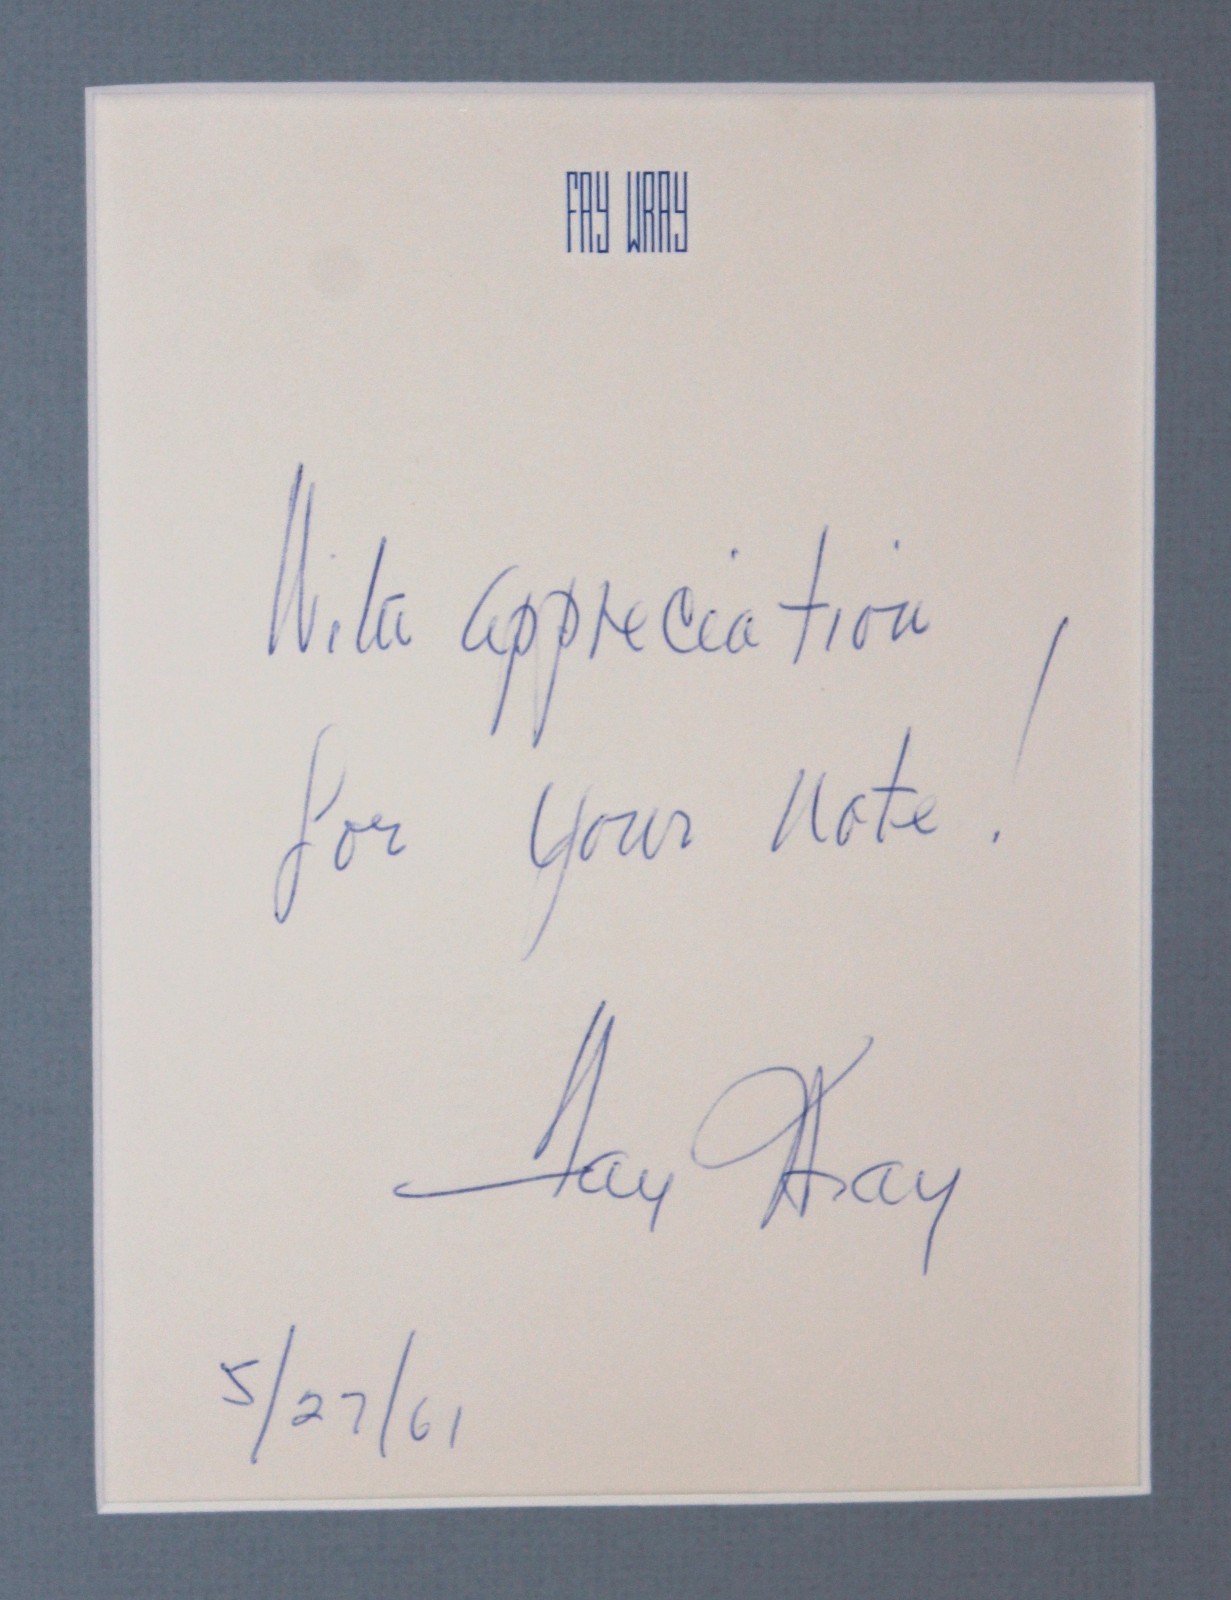 FAY WRAY
With appreciation
for your note!
Fay Wray
5/27/61